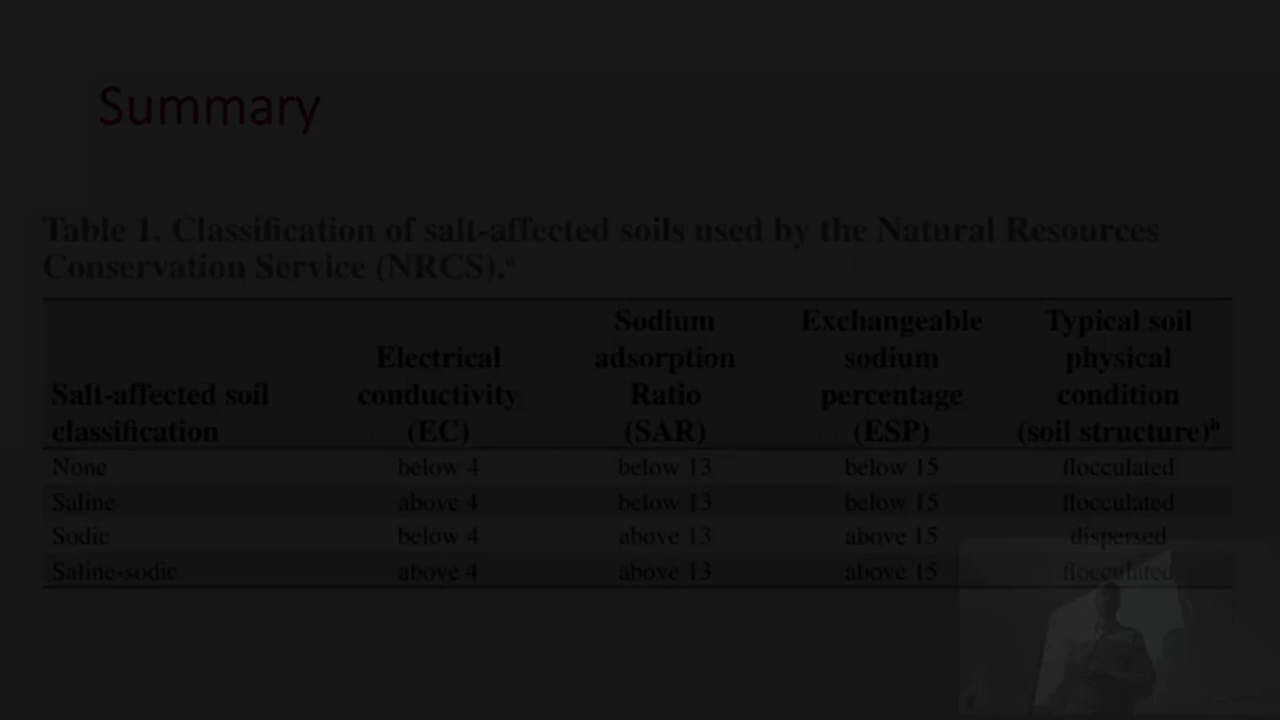 Summary
Table 1. Classification of salt-affected soils used by the Natural Resources
Conservation Service (NRCS).ᵃ
Salt-affected soil classification | Electrical conductivity (EC) | Sodium adsorption Ratio (SAR) | Exchangeable sodium percentage (ESP) | Typical soil physical condition (soil structure)ᵇ
None below 4 below 13 below 15 flocculated
Saline above 4 below 13 below 15 flocculated
Sodic below 4 above 13 above 15 dispersed
Saline-sodic above 4 above 13 above 15 flocculated